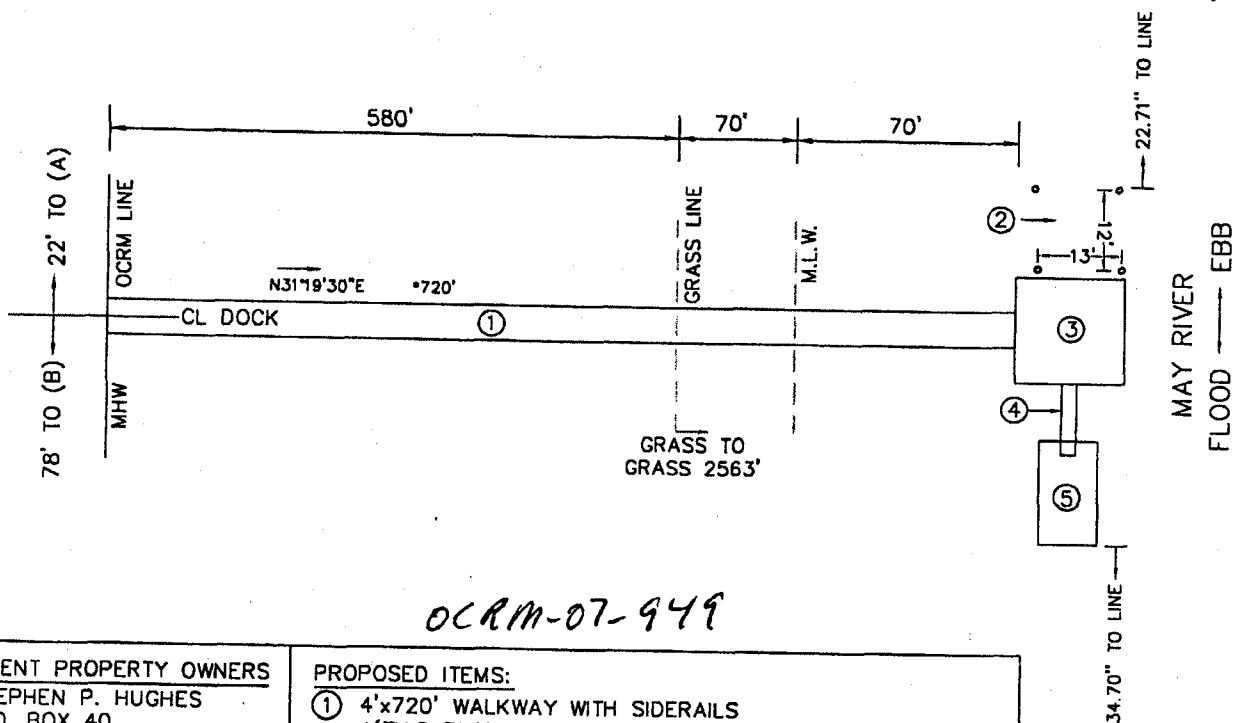 22.71" TO LINE
580'
70'
70'
22' TO (A)
OCRM LINE
GRASS LINE
M.L.W.
②
12'
13'
N31°19'30"E
*720'
CL DOCK
①
③
MAY RIVER
FLOOD
EBB
78' TO (B)
MHW
④
GRASS TO
GRASS 2563'
⑤
34.70" TO LINE
OCRM-07-949
ENT PROPERTY OWNERS
EPHEN P. HUGHES
BOX 40
PROPOSED ITEMS:
① 4'x720' WALKWAY WITH SIDERAILS